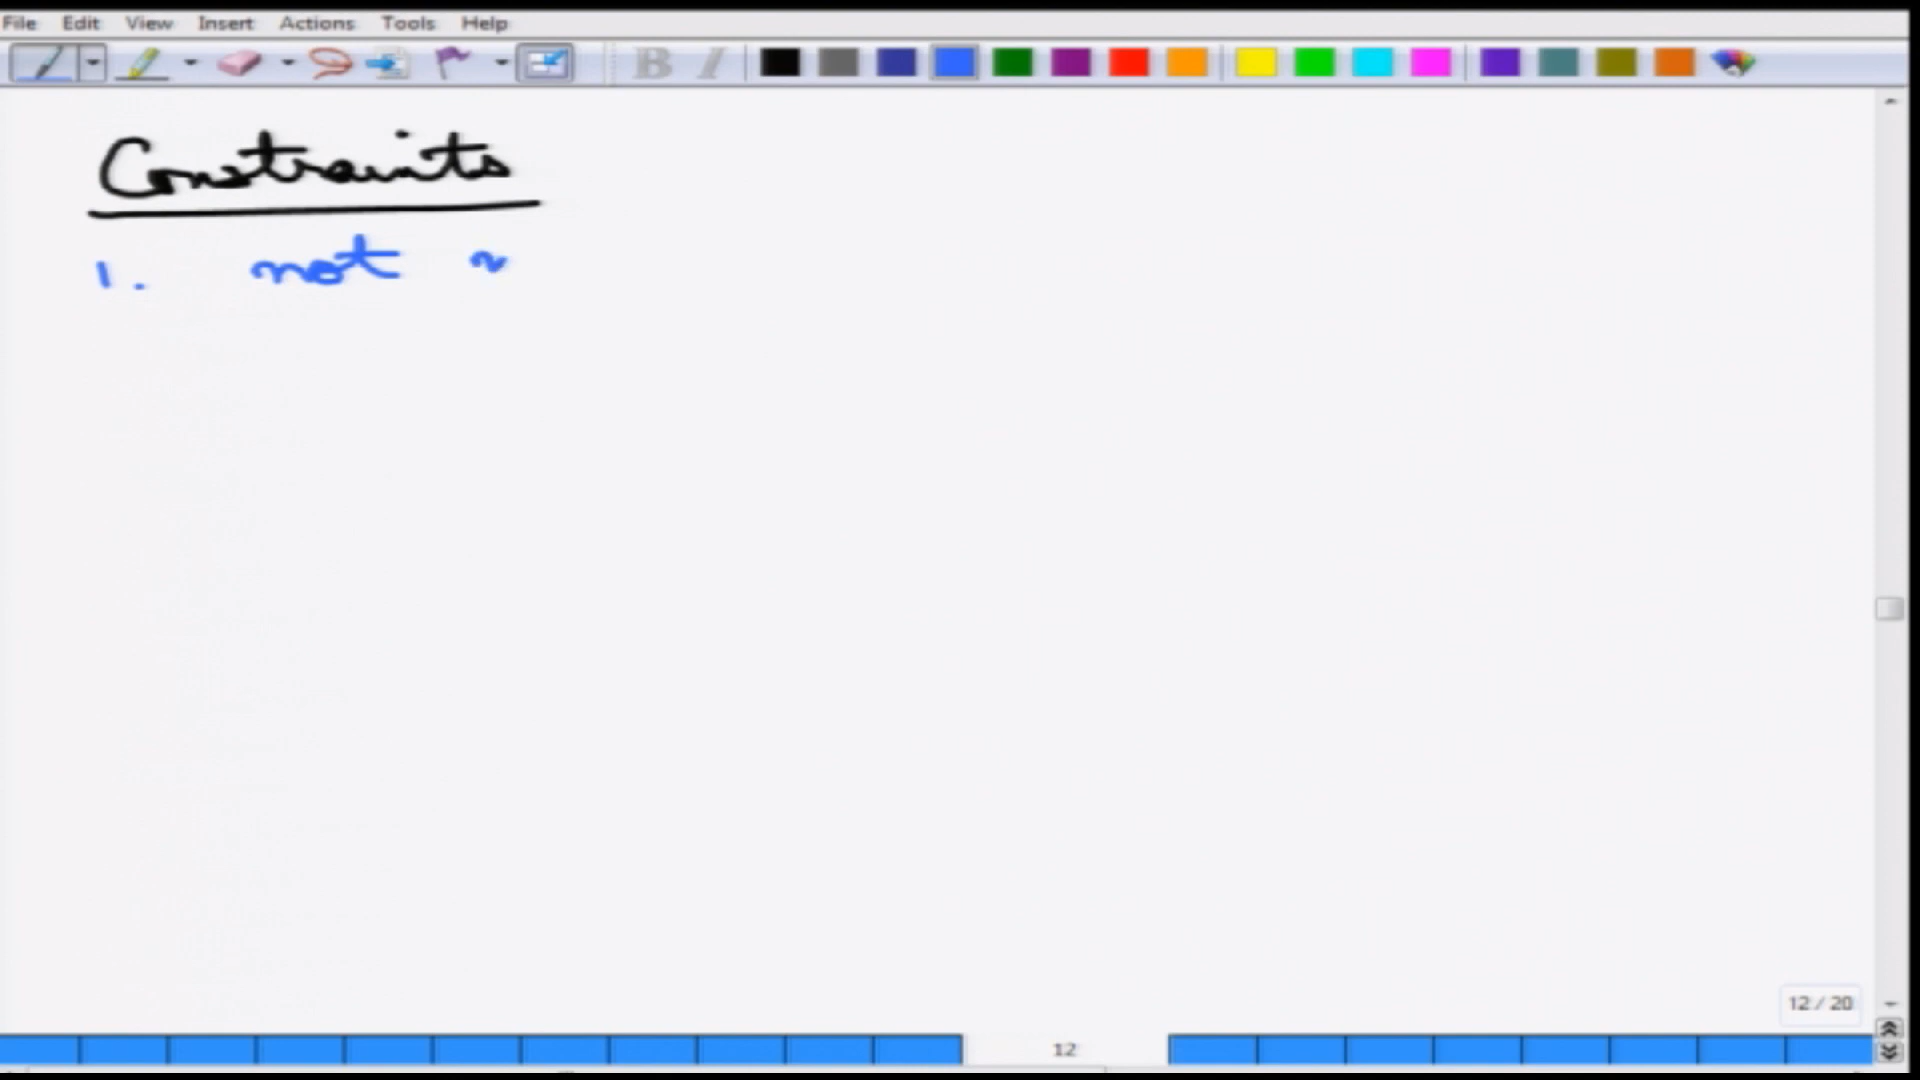 File Edit View Insert Actions Tools Help
B I
Constraints
1. not
12 / 20
12